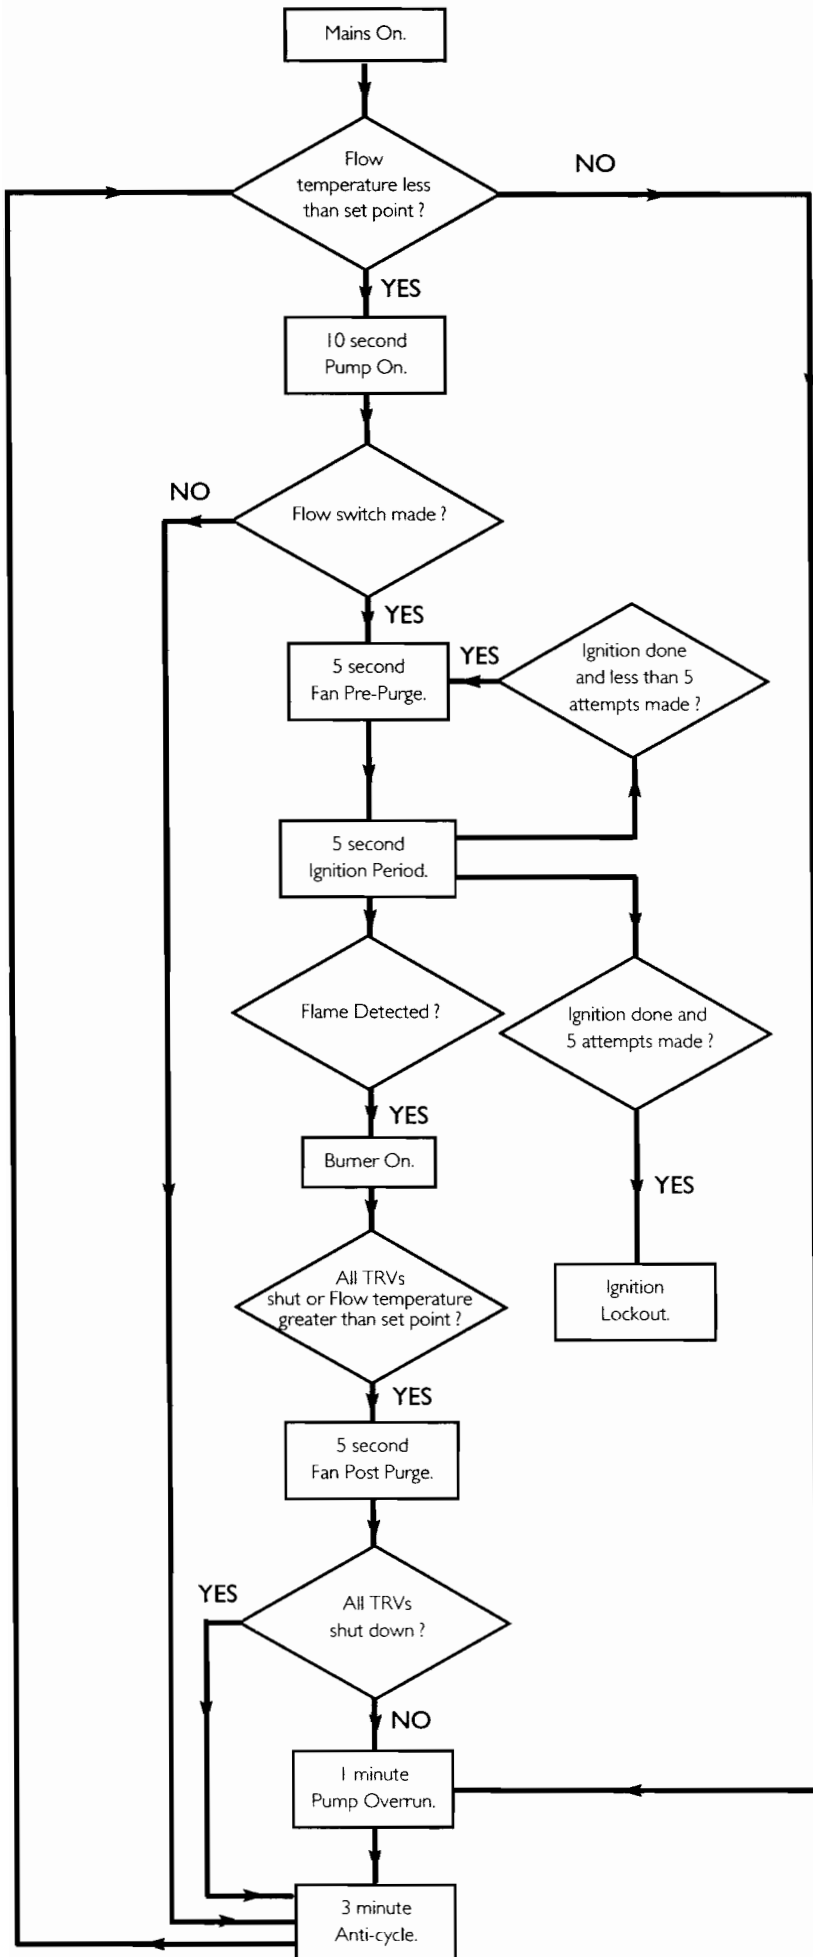 Mains On.
Flow
temperature less
than set point ?
NO
YES
10 second
Pump On.
NO
Flow switch made ?
YES
5 second
Fan Pre-Purge.
YES
Ignition done
and less than 5
attempts made ?
5 second
Ignition Period.
Flame Detected ?
Ignition done and
5 attempts made ?
YES
Burner On.
YES
All TRVs
shut or Flow temperature
greater than set point ?
Ignition
Lockout.
YES
5 second
Fan Post Purge.
YES
All TRVs
shut down ?
NO
1 minute
Pump Overrun.
3 minute
Anti-cycle.